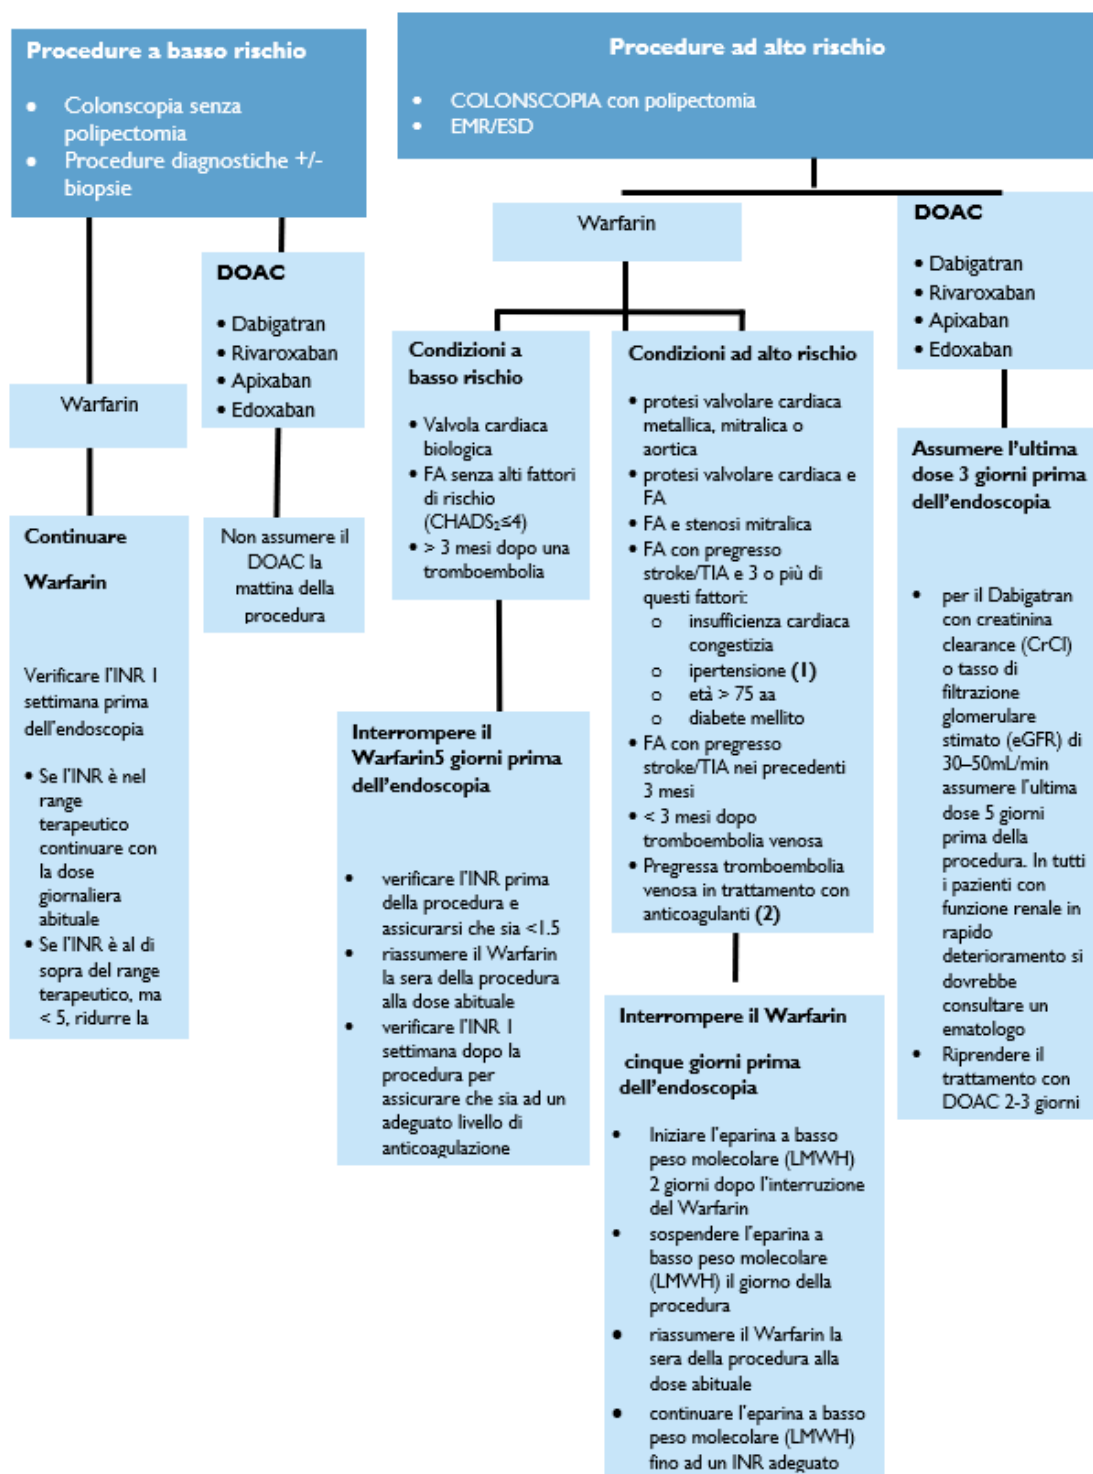 Procedure a basso rischio
• Colonscopia senza
polipectomia
• Procedure diagnostiche +/-
biopsie
Procedure ad alto rischio
• COLONSCOPIA con polipectomia
• EMR/ESD
Warfarin
Continuare
Warfarin
Verificare l'INR 1
settimana prima
dell'endoscopia
• Se l'INR è nel
range
terapeutico
continuare con
la dose
giornaliera
abituale
• Se l'INR è al di
sopra del range
terapeutico, ma
< 5, ridurre la
DOAC
• Dabigatran
• Rivaroxaban
• Apixaban
• Edoxaban
Non assumere il
DOAC la
mattina della
procedura
Warfarin
Condizioni a
basso rischio
• Valvola cardiaca
biologica
• FA senza alti fattori
di rischio
(CHADS₂≤4)
• > 3 mesi dopo una
tromboembolia
Interrompere il
Warfarin5 giorni prima
dell'endoscopia
• verificare l'INR prima
della procedura e
assicurarsi che sia <1.5
• riassumere il Warfarin
la sera della procedura
alla dose abituale
• verificare l'INR 1
settimana dopo la
procedura per
assicurare che sia ad un
adeguato livello di
anticoagulazione
Condizioni ad alto rischio
• protesi valvolare cardiaca
metallica, mitralica o
aortica
• protesi valvolare cardiaca e
FA
• FA e stenosi mitralica
• FA con pregresso
stroke/TIA e 3 o più di
questi fattori:
o insufficienza cardiaca
congestizia
o ipertensione (1)
o età > 75 aa
o diabete mellito
• FA con pregresso
stroke/TIA nei precedenti
3 mesi
• < 3 mesi dopo
tromboembolia venosa
• Pregressa tromboembolia
venosa in trattamento con
anticoagulanti (2)
Interrompere il Warfarin
cinque giorni prima
dell'endoscopia
• Iniziare l'eparina a basso
peso molecolare (LMWH)
2 giorni dopo l'interruzione
del Warfarin
• sospendere l'eparina a
basso peso molecolare
(LMWH) il giorno della
procedura
• riassumere il Warfarin la
sera della procedura alla
dose abituale
• continuare l'eparina a basso
peso molecolare (LMWH)
fino ad un INR adeguato
DOAC
• Dabigatran
• Rivaroxaban
• Apixaban
• Edoxaban
Assumere l'ultima
dose 3 giorni prima
dell'endoscopia
• per il Dabigatran
con creatinina
clearance (CrCl)
o tasso di
filtrazione
glomerulare
stimato (eGFR) di
30–50mL/min
assumere l'ultima
dose 5 giorni
prima della
procedura. In tutti
i pazienti con
funzione renale in
rapido
deterioramento si
dovrebbe
consultare un
ematologo
• Riprendere il
trattamento con
DOAC 2-3 giorni